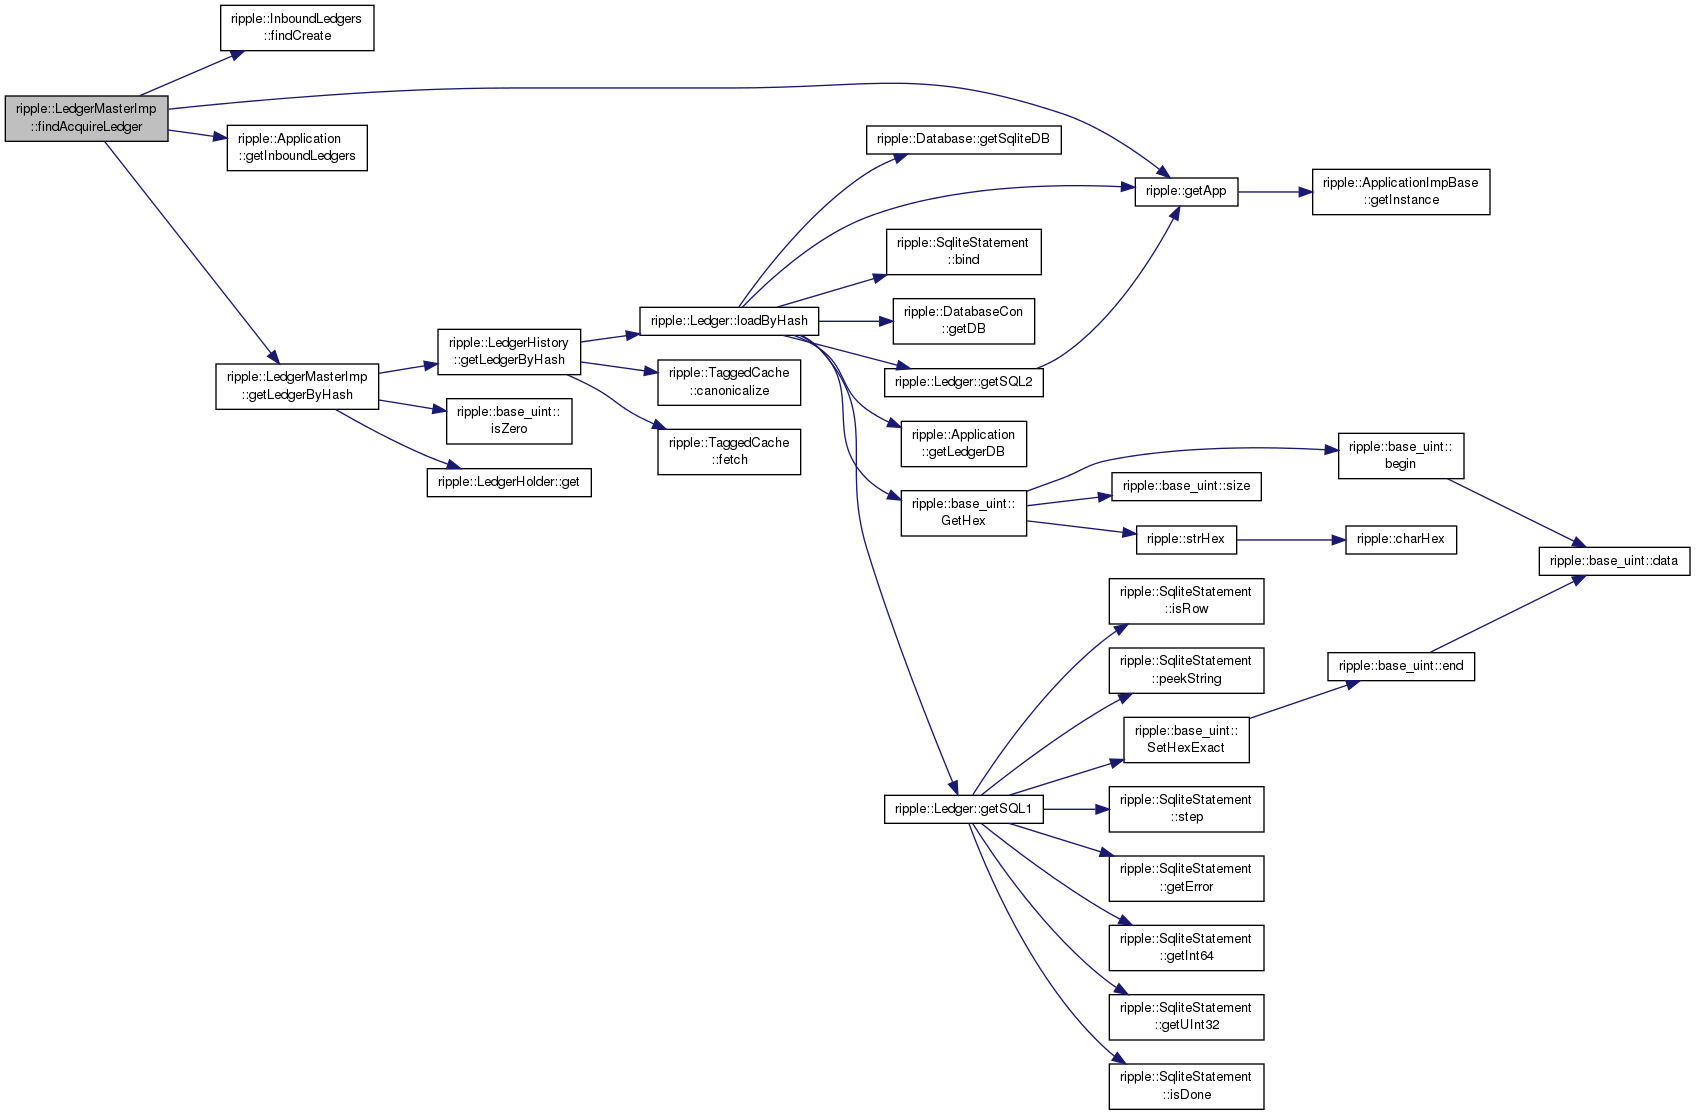 ripple::InboundLedgers
::findCreate
ripple::LedgerMasterImp
::findAcquireLedger
ripple::Application
::getInboundLedgers
ripple::LedgerMasterImp
::getLedgerByHash
ripple::LedgerHistory
::getLedgerByHash
ripple::base_uint::
isZero
ripple::LedgerHolder::get
ripple::Ledger::loadByHash
ripple::TaggedCache
::canonicalize
ripple::TaggedCache
::fetch
ripple::Database::getSqliteDB
ripple::SqliteStatement
::bind
ripple::DatabaseCon
::getDB
ripple::Ledger::getSQL2
ripple::Application
::getLedgerDB
ripple::base_uint::
GetHex
ripple::Ledger::getSQL1
ripple::getApp
ripple::ApplicationImpBase
::getInstance
ripple::base_uint::
begin
ripple::base_uint::size
ripple::strHex
ripple::charHex
ripple::base_uint::data
ripple::SqliteStatement
::isRow
ripple::SqliteStatement
::peekString
ripple::base_uint::end
ripple::base_uint::
SetHexExact
ripple::SqliteStatement
::step
ripple::SqliteStatement
::getError
ripple::SqliteStatement
::getInt64
ripple::SqliteStatement
::getUInt32
ripple::SqliteStatement
::isDone